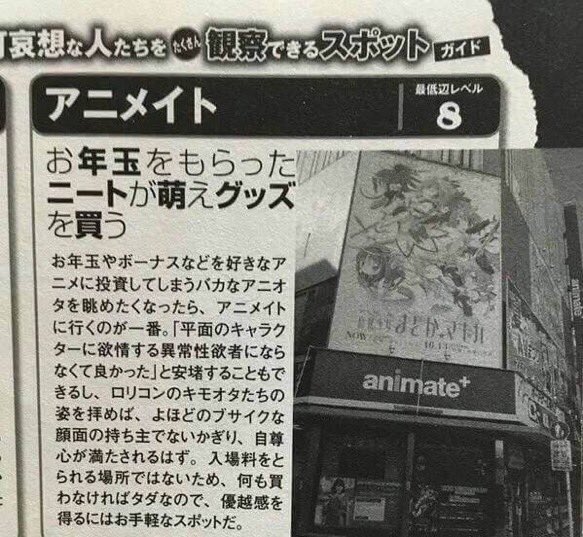 可哀想な人たちをたくさん観察できるスポットガイド
アニメイト
最低辺レベル
8
お年玉をもらった
ニートが萌えグッズ
を買う
お年玉やボーナスなどを好きなア
ニメに投資してしまうバカなアニオ
タを眺めたくなったら、アニメイト
に行くのが一番。「平面のキャラク
ターに欲情する異常性欲者になら
なくて良かった」と安堵することもで
きるし、ロリコンのキモオタたちの
姿を拝めば、よほどのブサイクな
顔面の持ち主でないかぎり、自尊
心が満たされるはず。入場料をと
られる場所ではないため、何も買
わなければタダなので、優越感を
得るにはお手軽なスポットだ。
まどか☆マギカ
NOW
10.13
animate+